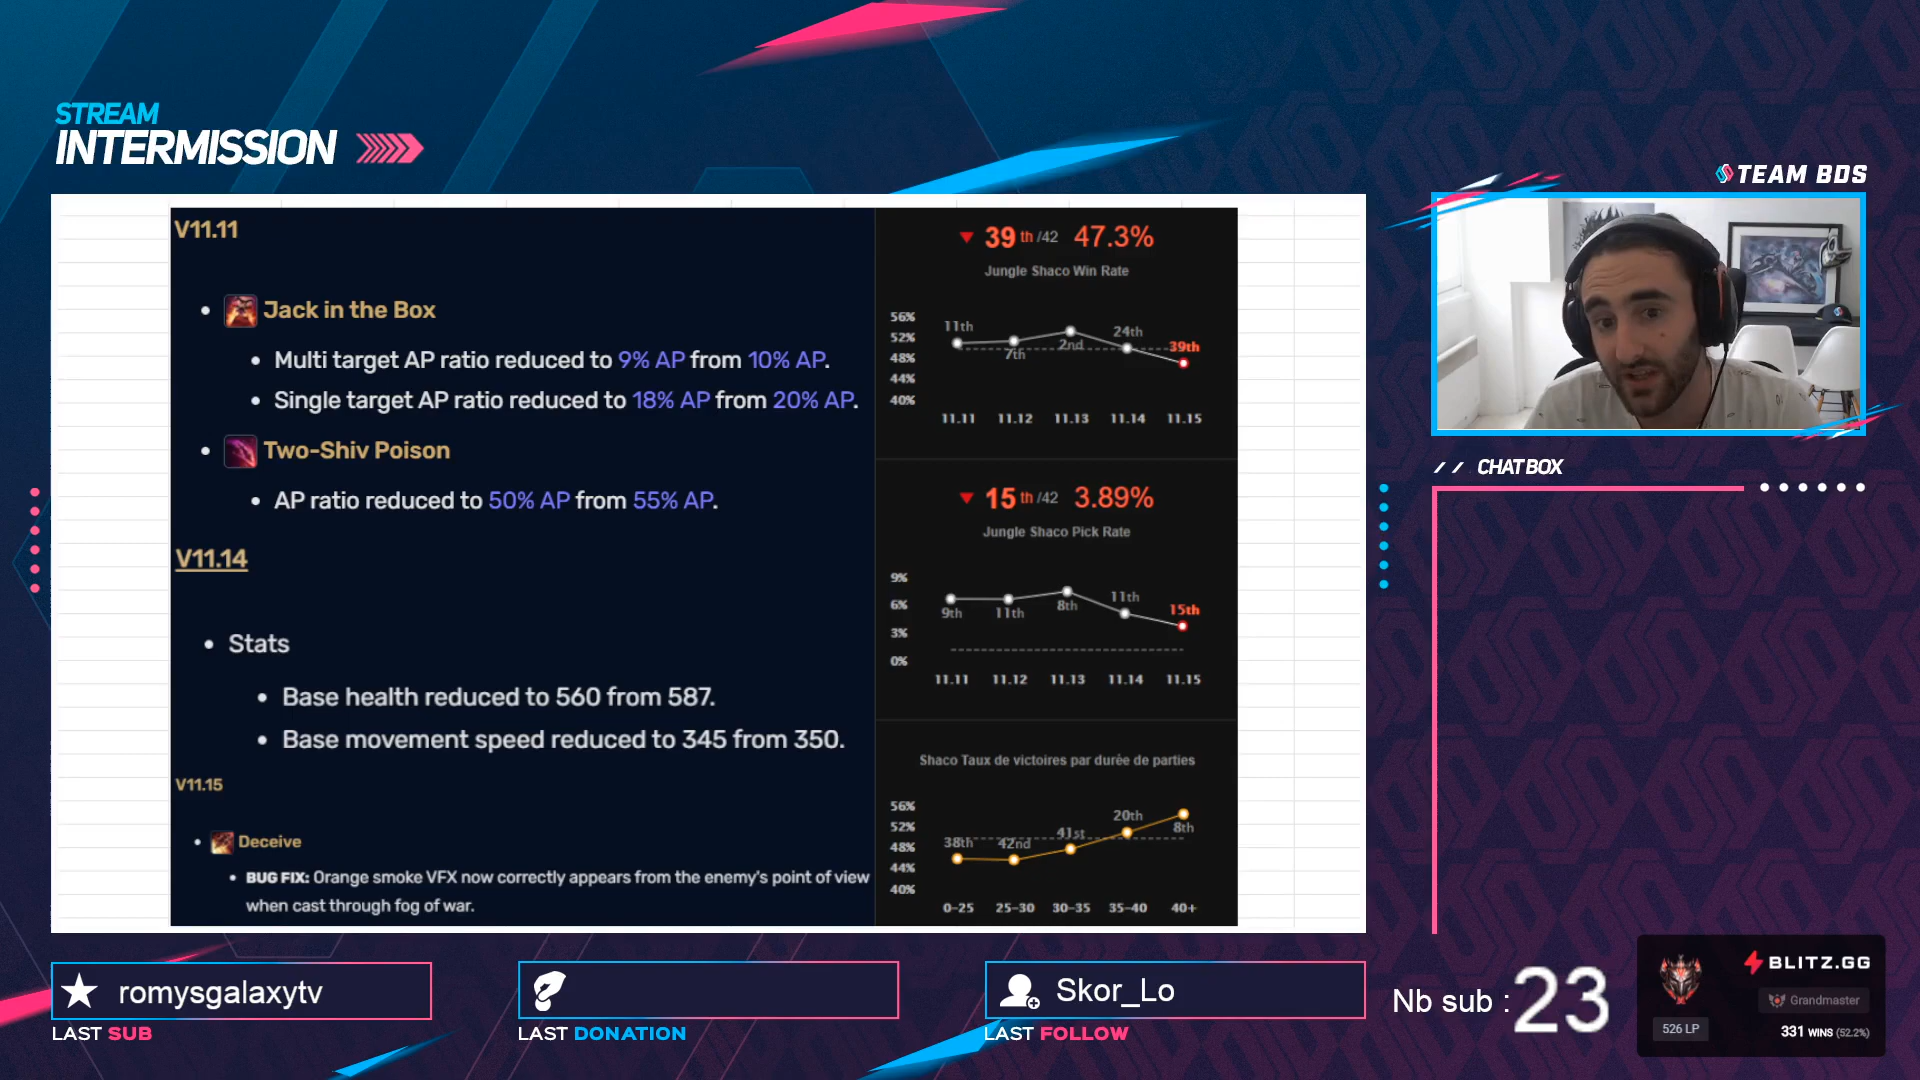 STREAM
INTERMISSION
TEAM BDS
V11.11
Jack in the Box
Multi target AP ratio reduced to 9% AP from 10% AP.
Single target AP ratio reduced to 18% AP from 20% AP.
Two-Shiv Poison
AP ratio reduced to 50% AP from 55% AP.
V11.14
Stats
Base health reduced to 560 from 587.
Base movement speed reduced to 345 from 350.
V11.15
Deceive
BUG FIX: Orange smoke VFX now correctly appears from the enemy's point of view
when cast through fog of war.
39 th /42 47.3%
Jungle Shaco Win Rate
56%
52%
48%
44%
40%
11th 7th 2nd 24th 39th
11.11 11.12 11.13 11.14 11.15
15 th /42 3.89%
Jungle Shaco Pick Rate
9%
6%
3%
0%
9th 11th 8th 11th 15th
11.11 11.12 11.13 11.14 11.15
Shaco Taux de victoires par durée de parties
56%
52%
48%
44%
40%
38th 42nd 41st 20th 8th
0-25 25-30 30-35 35-40 40+
// CHATBOX
romysgalaxytv
LAST SUB
LAST DONATION
Skor_Lo
LAST FOLLOW
Nb sub : 23
BLITZ.GG
Grandmaster
526 LP
331 WINS (52.2%)